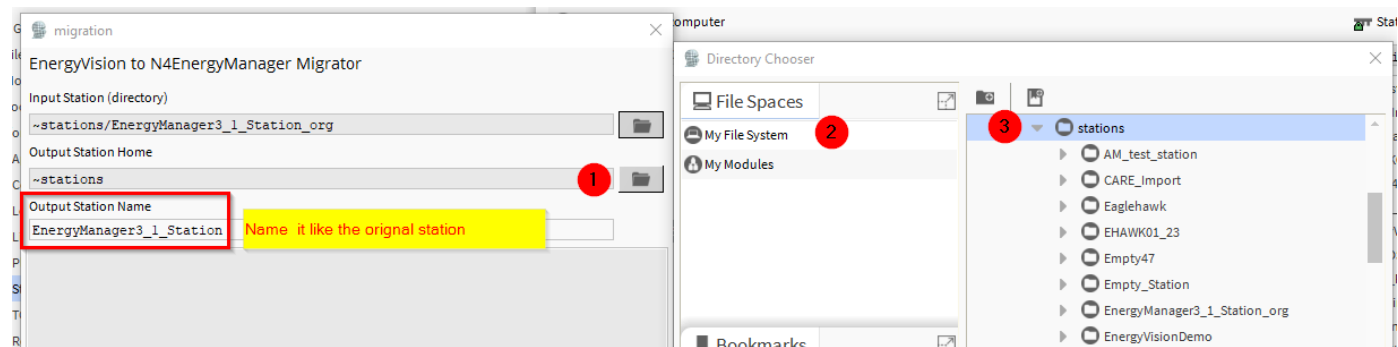 omputer
Stat
migration
EnergyVision to N4EnergyManager Migrator
Input Station (directory)
~stations/EnergyManager3_1_Station_org
Output Station Home
~stations
1
Output Station Name
EnergyManager3_1_Station
Name it like the orignal station
Directory Chooser
File Spaces
My File System
2
My Modules
Bookmarks
3
stations
AM_test_station
CARE_Import
Eaglehawk
EHAWK01_23
Empty47
Empty_Station
EnergyManager3_1_Station_org
EnergyVisionDemo